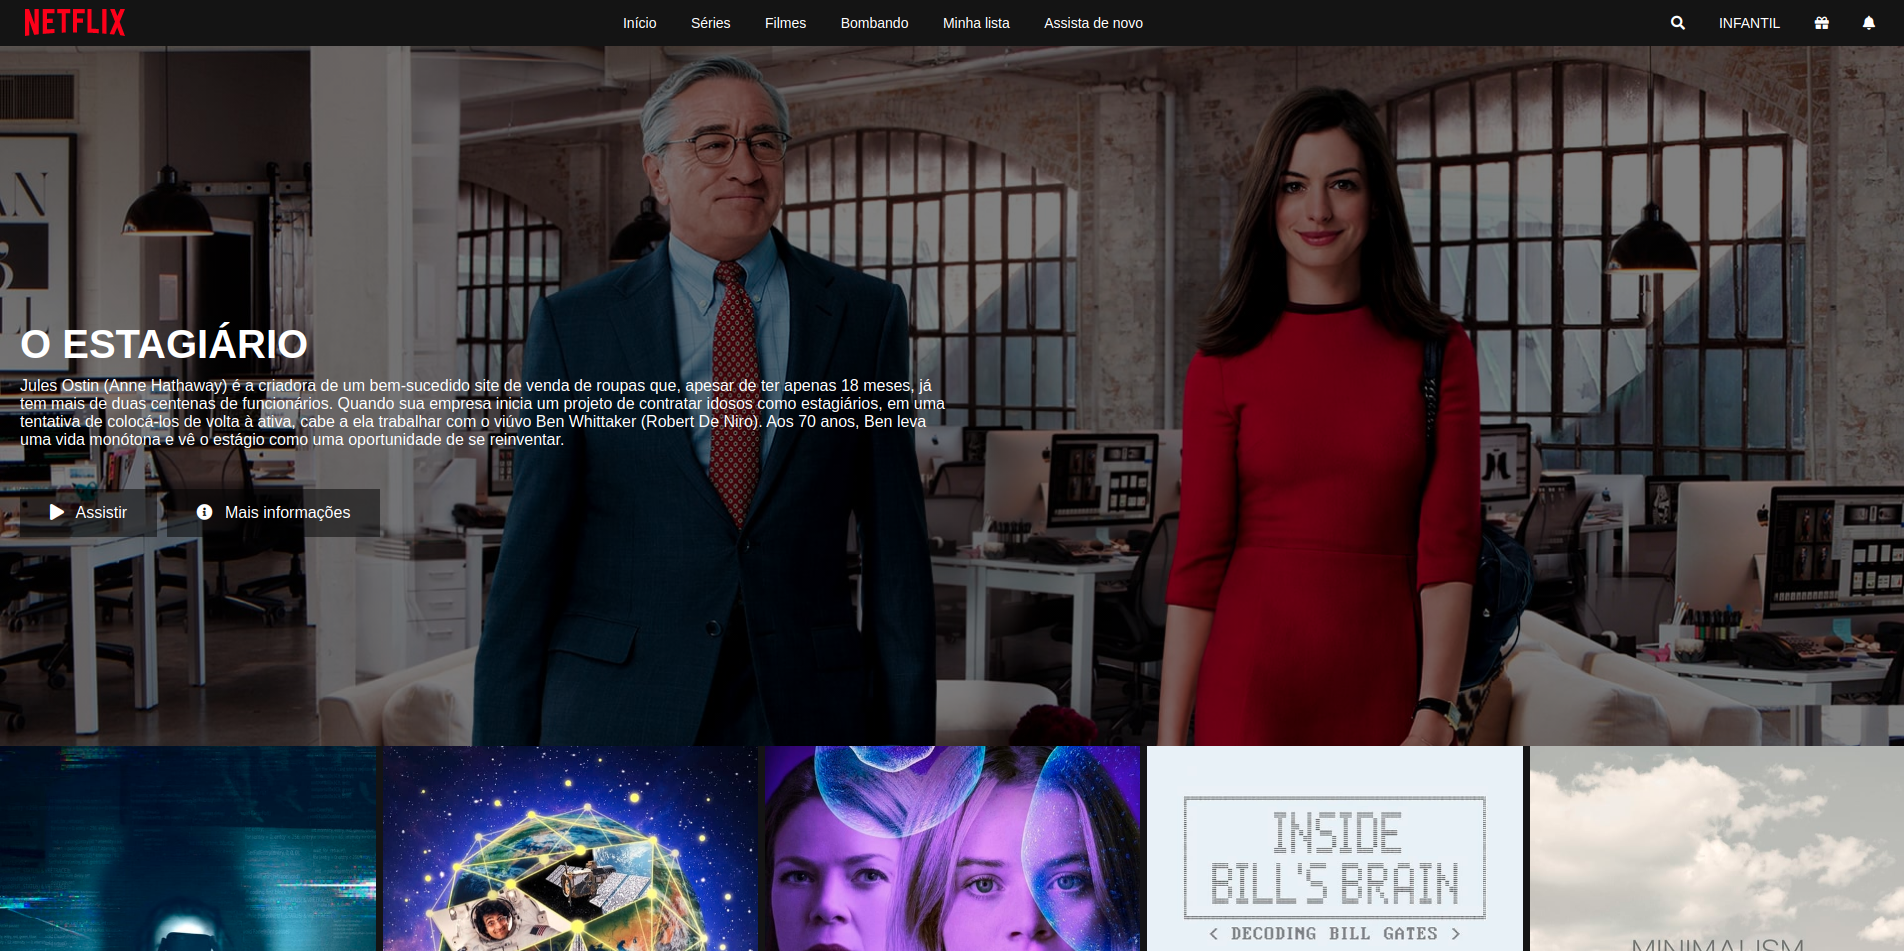 NETFLIX
Início
Séries
Filmes
Bombando
Minha lista
Assista de novo
INFANTIL
O ESTAGIÁRIO
Jules Ostin (Anne Hathaway) é a criadora de um bem-sucedido site de venda de roupas que, apesar de ter apenas 18 meses, já
tem mais de duas centenas de funcionários. Quando sua empresa inicia um projeto de contratar idosos como estagiários, em uma
tentativa de colocá-los de volta à ativa, cabe a ela trabalhar com o viúvo Ben Whittaker (Robert De Niro). Aos 70 anos, Ben leva
uma vida monótona e vê o estágio como uma oportunidade de se reinventar.
Assistir
Mais informações
INSIDE
BILL'S BRAIN
< DECODING BILL GATES >
MINIMALISM